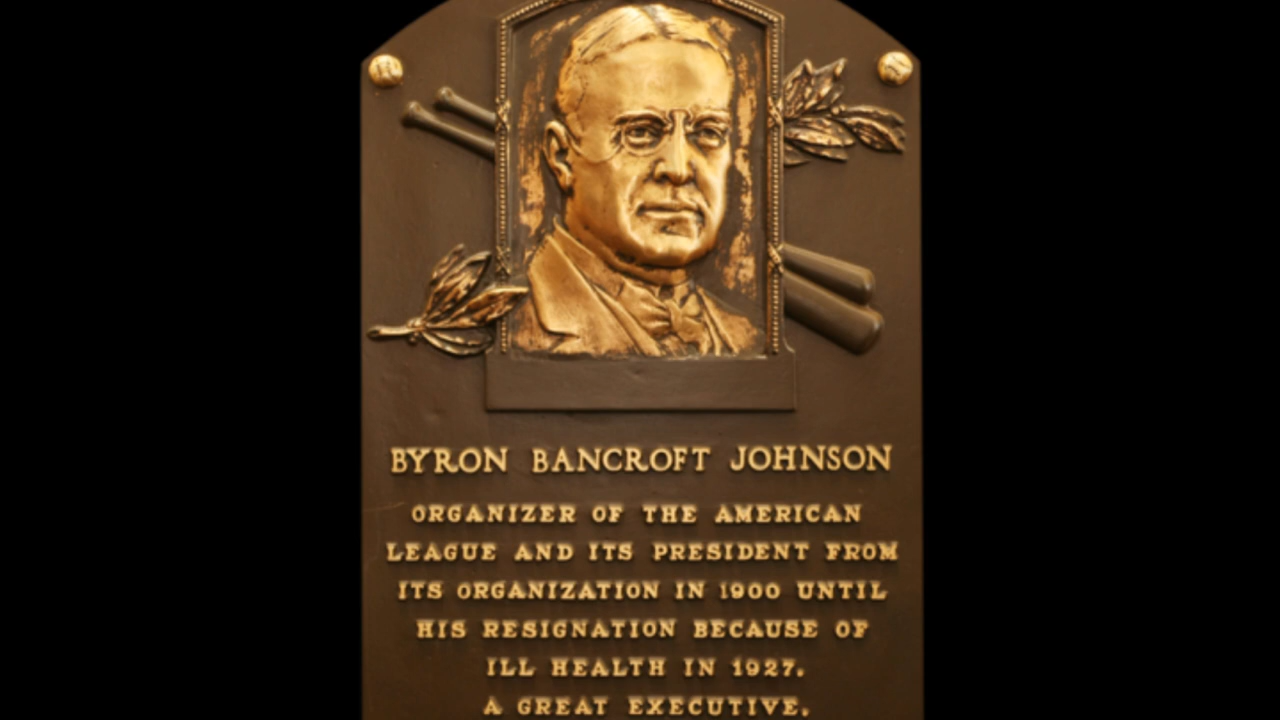 BYRON BANCROFT JOHNSON
ORGANIZER OF THE AMERICAN
LEAGUE AND ITS PRESIDENT FROM
ITS ORGANIZATION IN 1900 UNTIL
HIS RESIGNATION BECAUSE OF
ILL HEALTH IN 1927.
A GREAT EXECUTIVE.